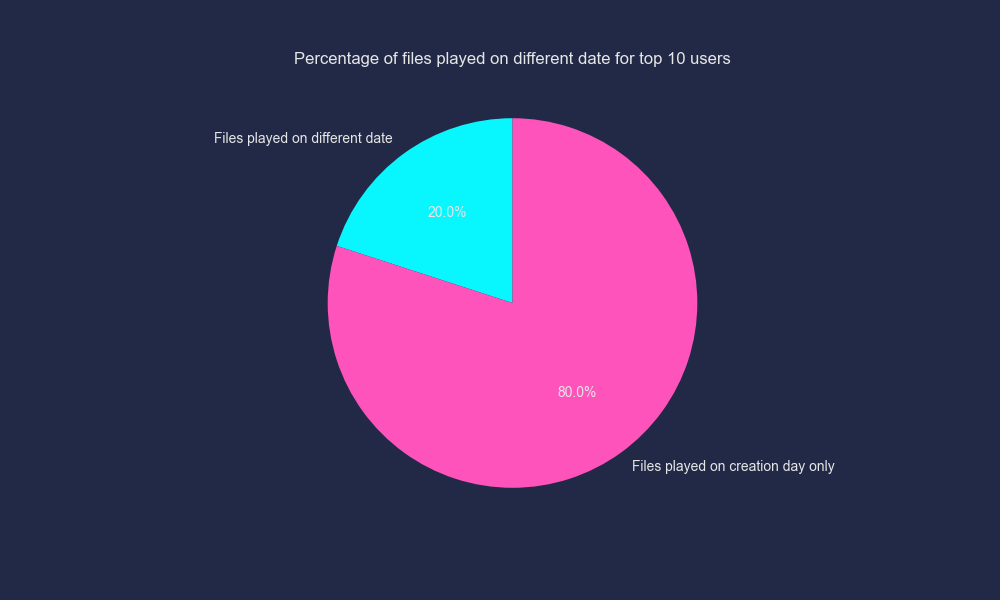 Percentage of files played on different date for top 10 users
Files played on different date
20.0%
80.0%
Files played on creation day only